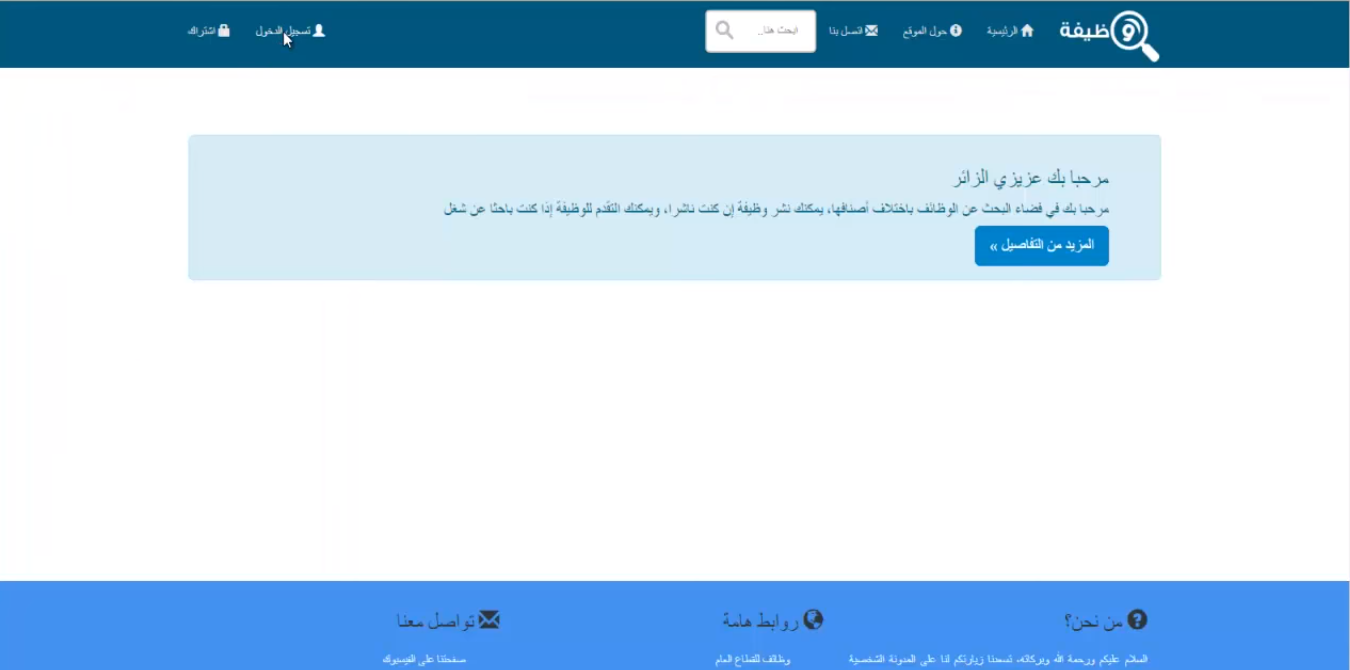 وظيفة
الرئيسية
حول الموقع
اتصل بنا
ابحث هنا..
تسجيل الدخول
اشتراك
مرحبا بك عزيزي الزائر
مرحبا بك في فضاء البحث عن الوظائف باختلاف أصنافها، يمكنك نشر وظيفة إن كنت ناشرا، ويمكنك التقدم للوظيفة إذا كنت باحثا عن شغل
المزيد من التفاصيل »
من نحن؟
روابط هامة
تواصل معنا
السلام عليكم ورحمة الله وبركاته، تسعدنا زيارتكم لنا على المدونة الشخصية
وظائف القطاع العام
صفحتنا على الفيسبوك